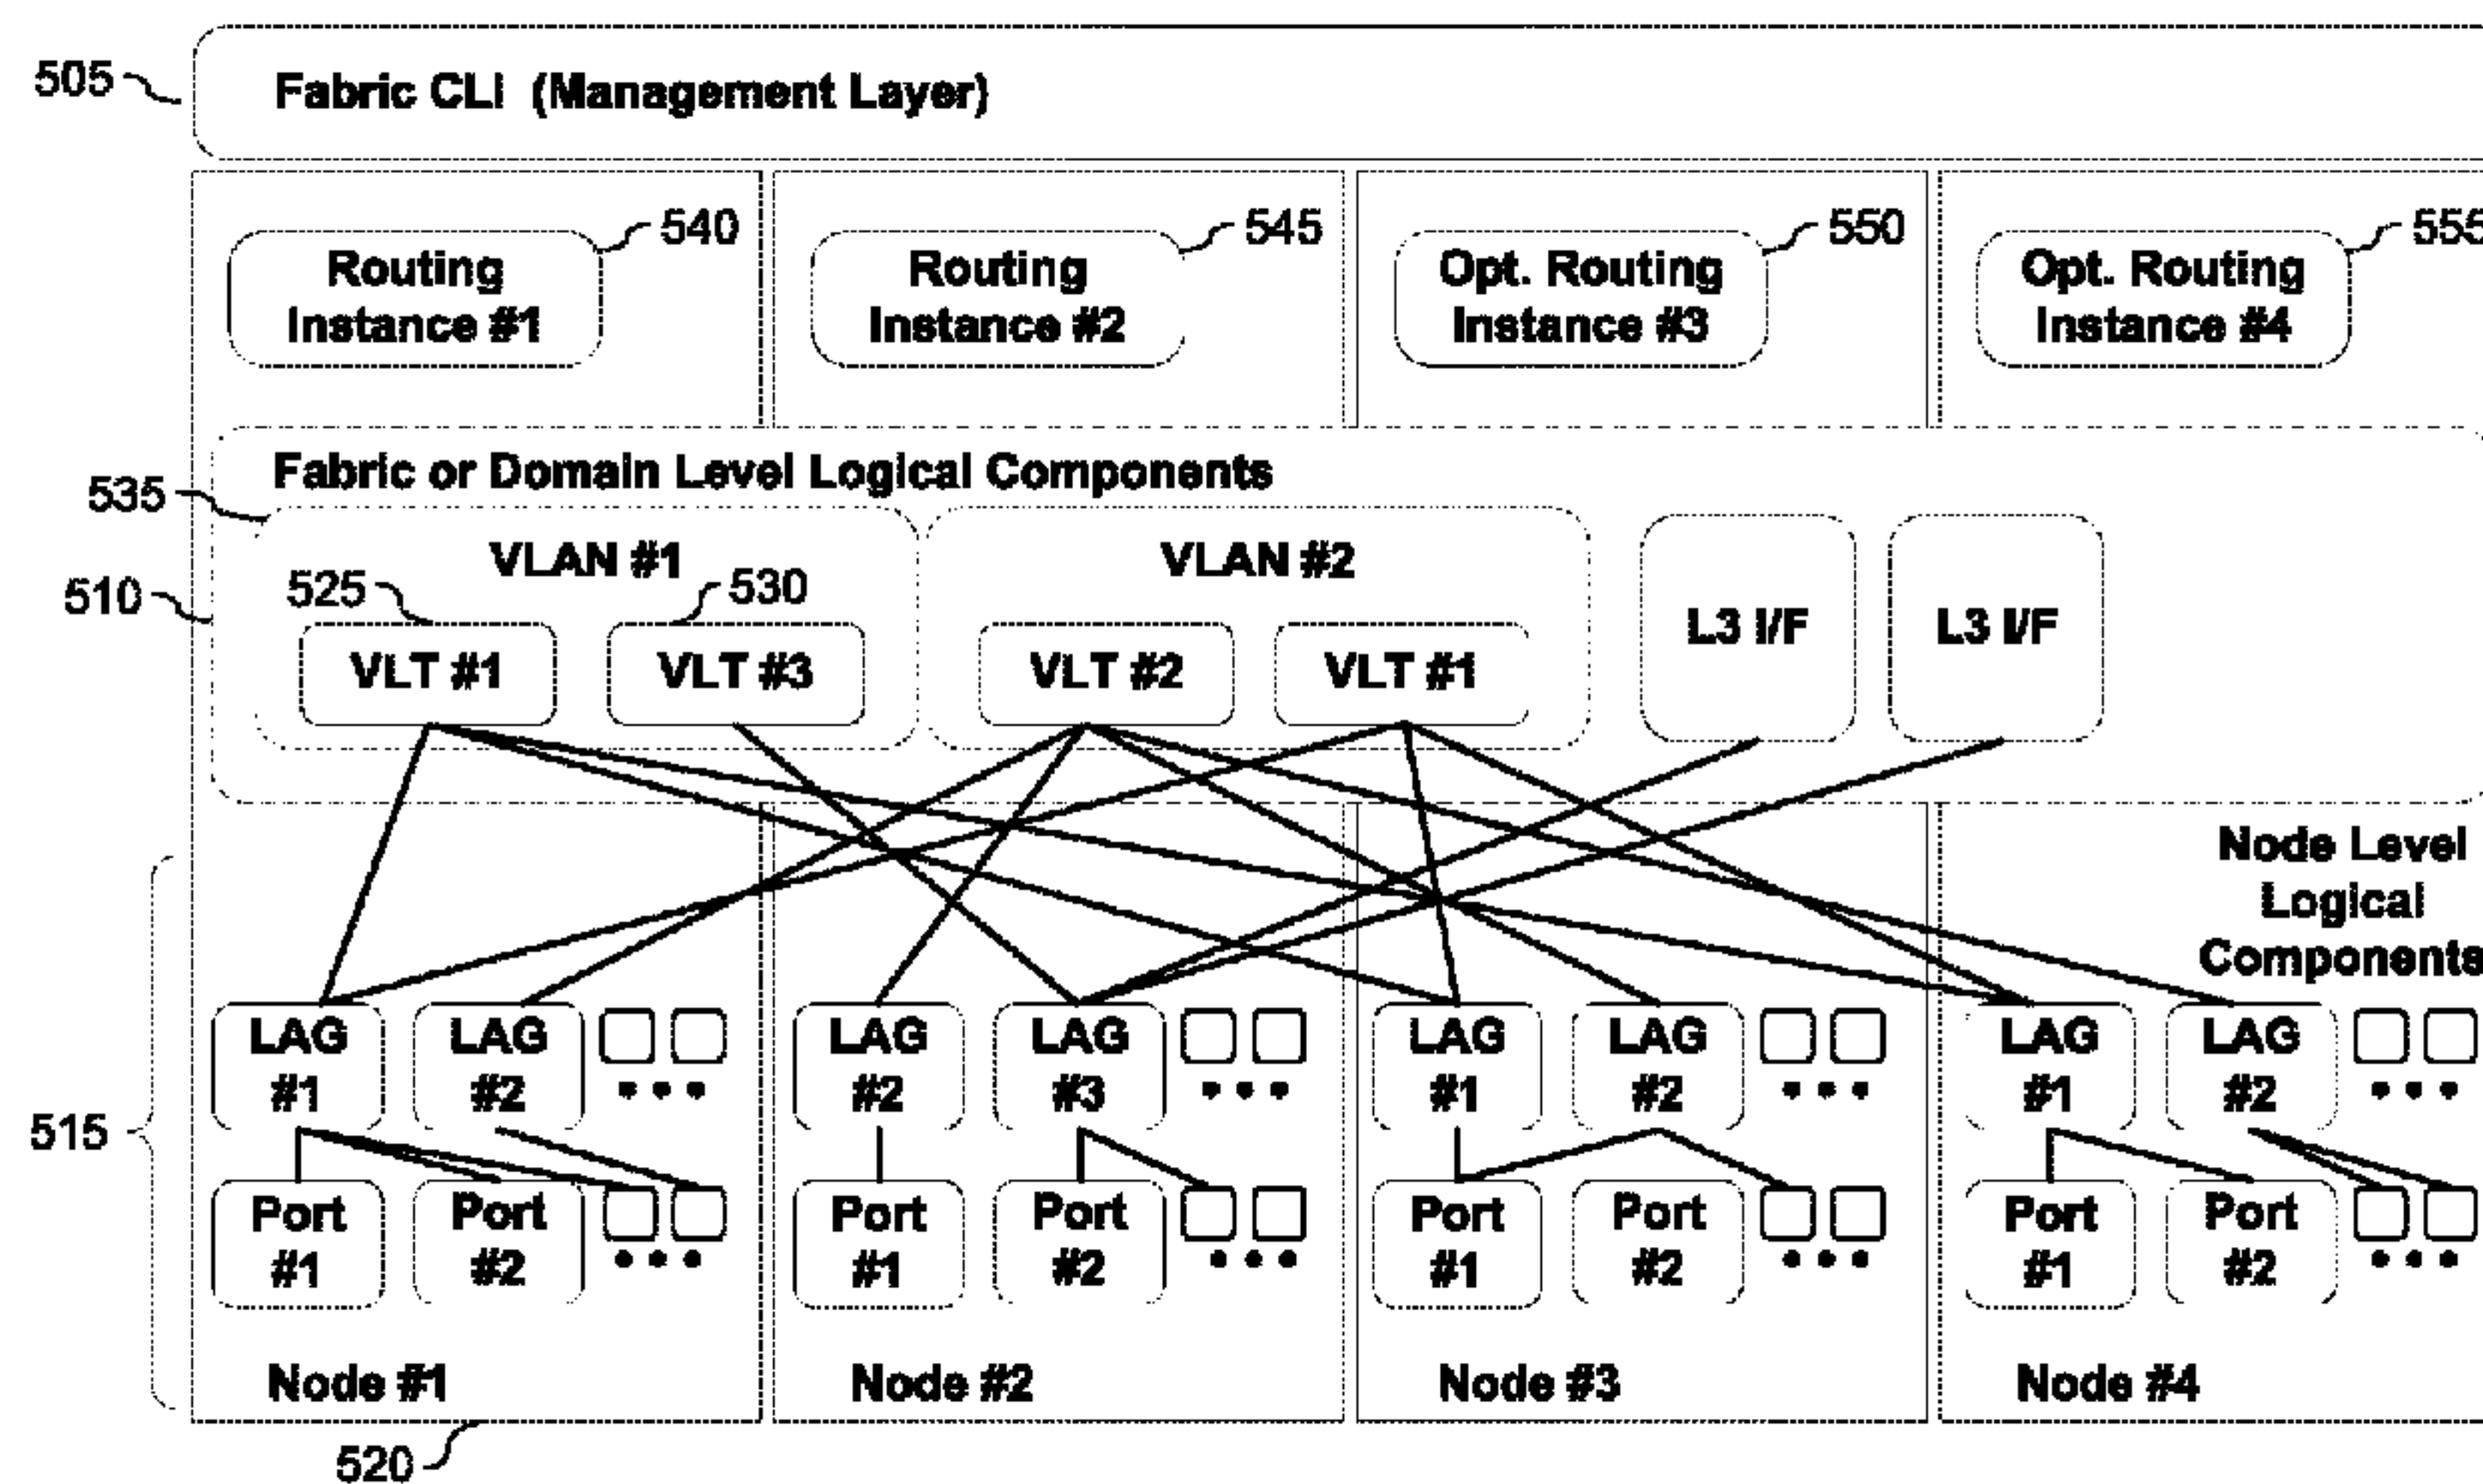 505
Fabric CLI (Management Layer)
540
545
550
555
Routing
Instance #1
Routing
Instance #2
Opt. Routing
Instance #3
Opt. Routing
Instance #4
Fabric or Domain Level Logical Components
535
VLAN #1
VLAN #2
510
525
530
L3 I/F
L3 I/F
VLT #1
VLT #3
VLT #2
VLT #1
Node Level
Logical
Components
515
LAG
#1
LAG
#2
LAG
#2
LAG
#3
LAG
#1
LAG
#2
LAG
#1
LAG
#2
Port
#1
Port
#2
Port
#1
Port
#2
Port
#1
Port
#2
Port
#1
Port
#2
Node #1
Node #2
Node #3
Node #4
520